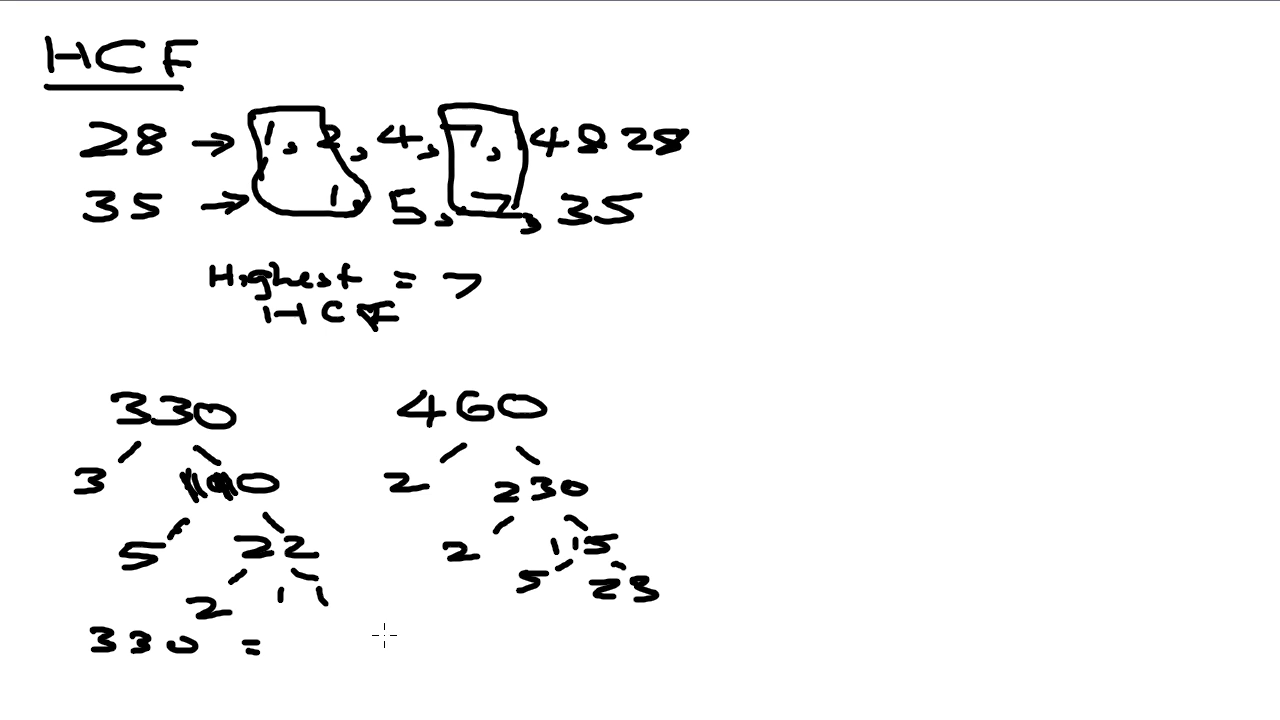 HCF
28 → 1, 2, 4, 7, 4 & 28
35 → 1, 5, 7, 35
Highest = 7
HCF
330 460
3 110 2 230
5 22 2 115
2 11 5 23
330 =